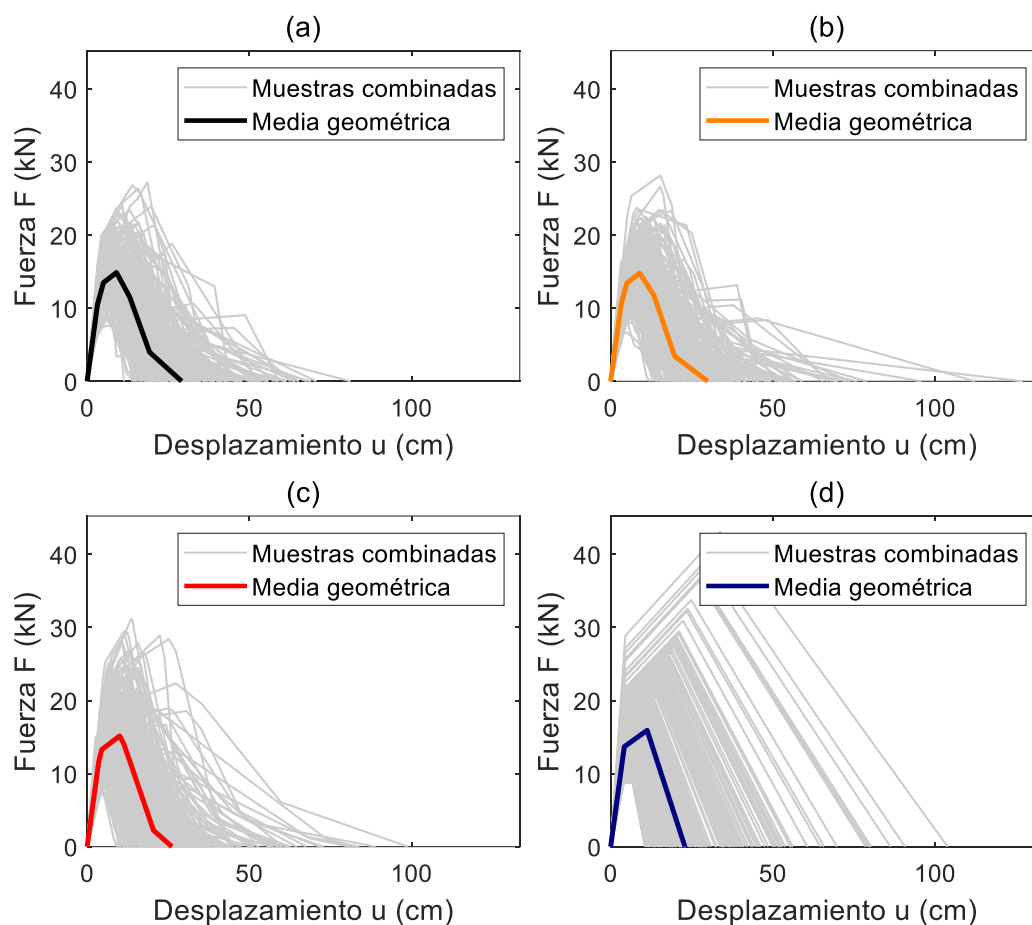 (a)
Muestras combinadas
Media geométrica
40
30
20
10
0
Fuerza F (kN)
0 50 100
Desplazamiento u (cm)
(b)
Muestras combinadas
Media geométrica
40
30
20
10
0
Fuerza F (kN)
0 50 100
Desplazamiento u (cm)
(c)
Muestras combinadas
Media geométrica
40
30
20
10
0
Fuerza F (kN)
0 50 100
Desplazamiento u (cm)
(d)
Muestras combinadas
Media geométrica
40
30
20
10
0
Fuerza F (kN)
0 50 100
Desplazamiento u (cm)